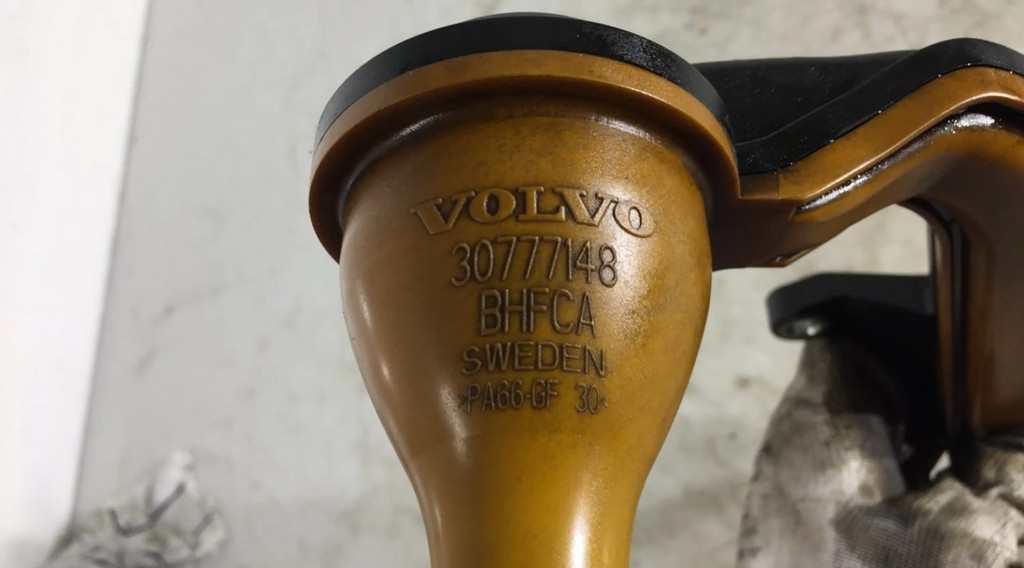 VOLVO
30777148
BHFCA
SWEDEN
>PA66-GF 30<